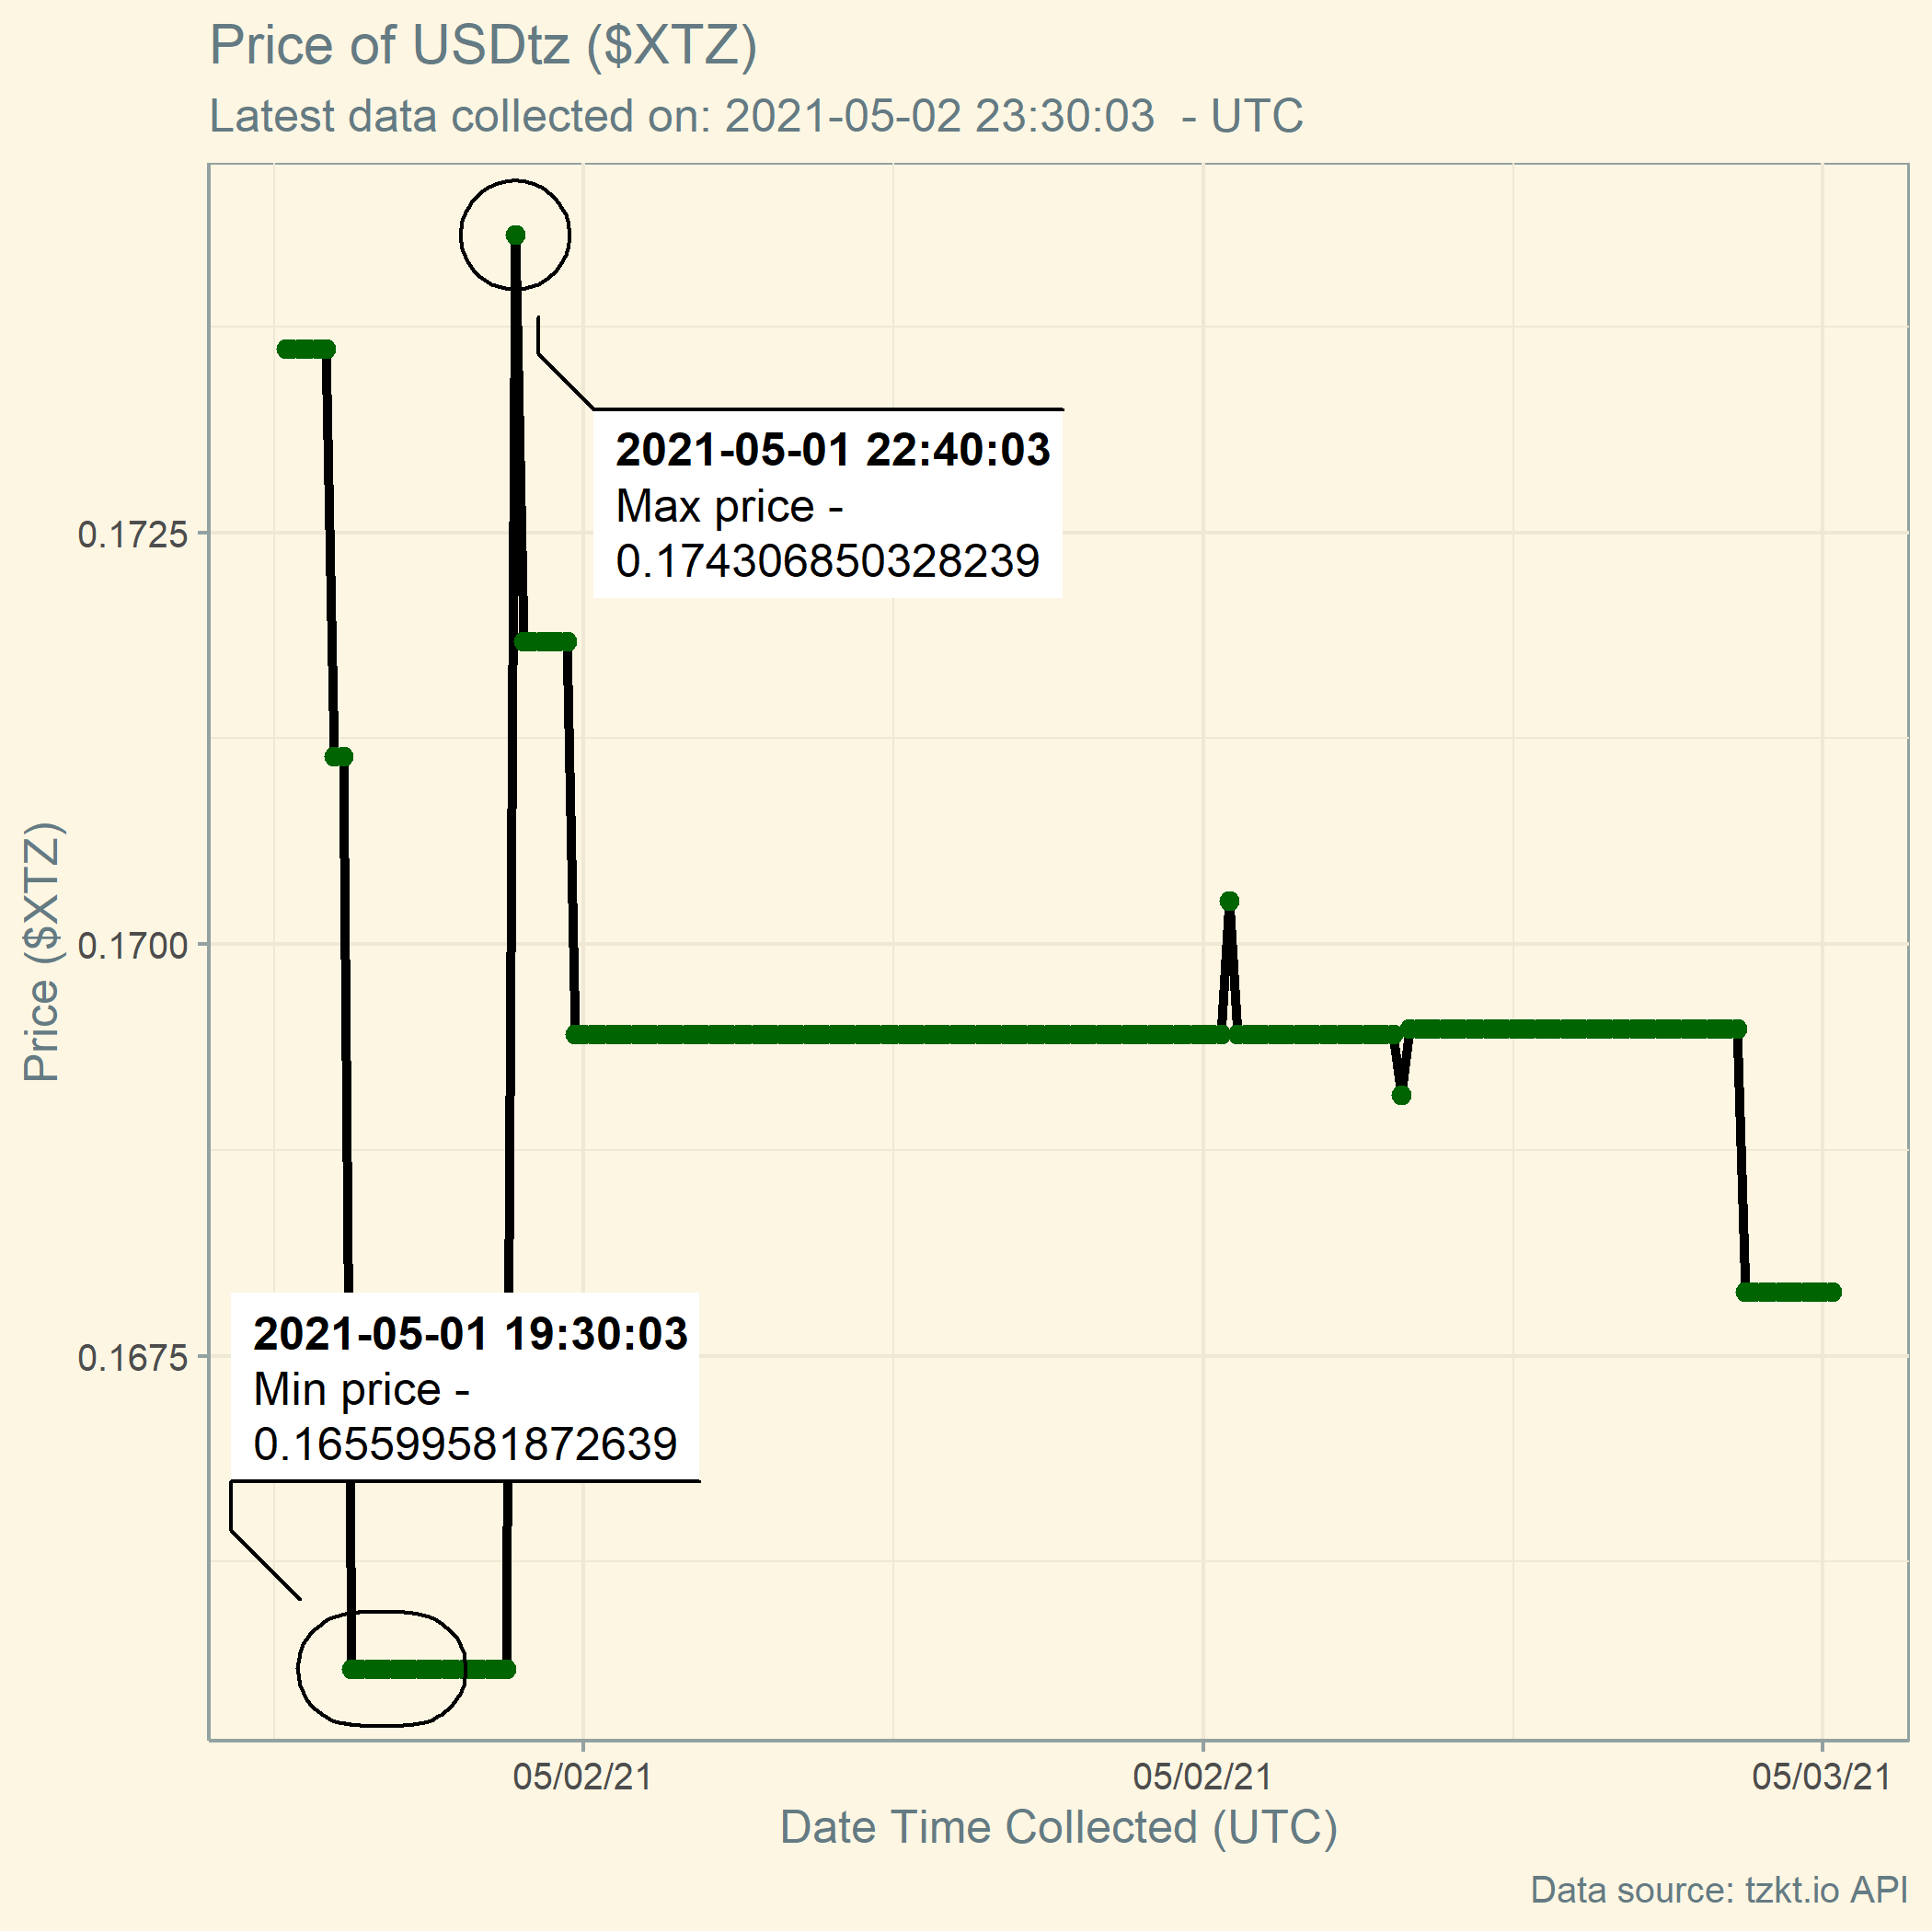 Price of USDtz ($XTZ)
Latest data collected on: 2021-05-02 23:30:03  - UTC
2021-05-01 22:40:03
Max price -
0.174306850328239
0.1725
0.1700
0.1675
Price ($XTZ)
2021-05-01 19:30:03
Min price -
0.165599581872639
05/02/21
05/02/21
05/03/21
Date Time Collected (UTC)
Data source: tzkt.io API